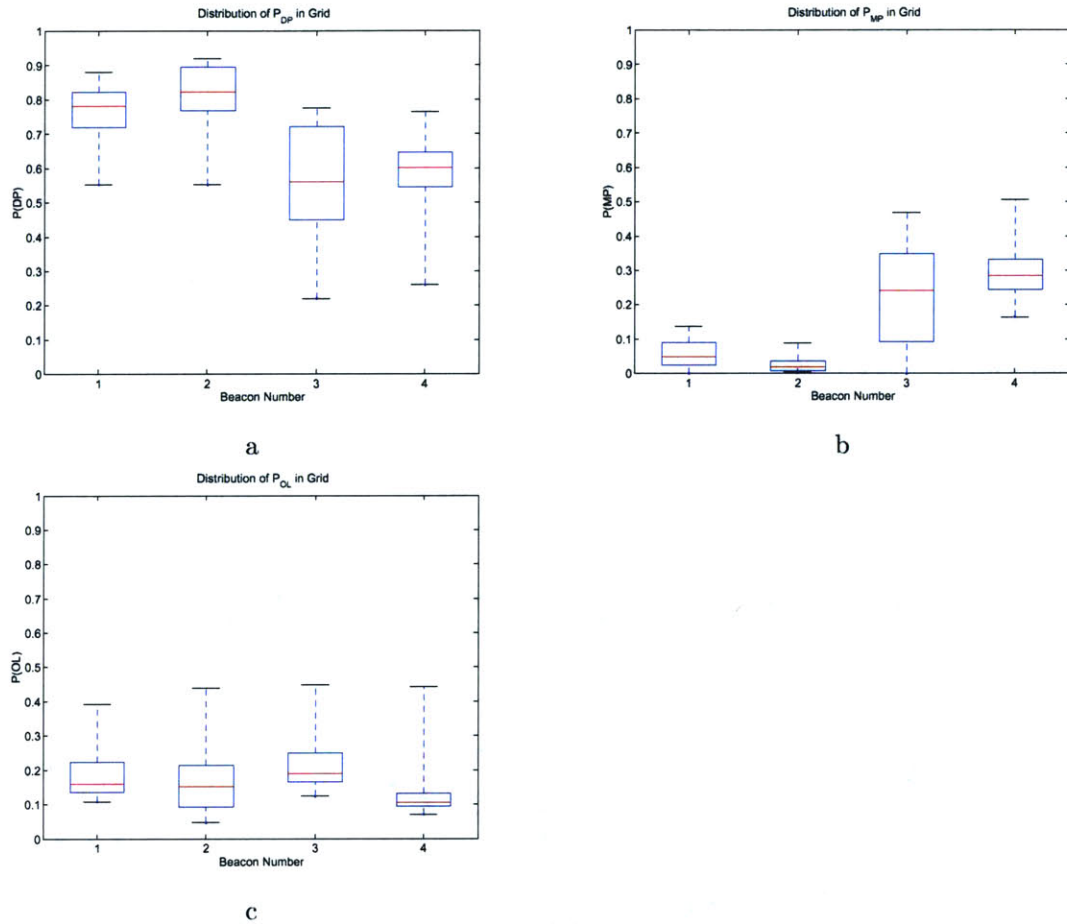 Distribution of P_DP in Grid
1
0.9
0.8
0.7
0.6
0.5
0.4
0.3
0.2
0.1
0
P(DP)
1 2 3 4
Beacon Number
a
Distribution of P_MP in Grid
1
0.9
0.8
0.7
0.6
0.5
0.4
0.3
0.2
0.1
0
P(MP)
1 2 3 4
Beacon Number
b
Distribution of P_OL in Grid
1
0.9
0.8
0.7
0.6
0.5
0.4
0.3
0.2
0.1
0
P(OL)
1 2 3 4
Beacon Number
c